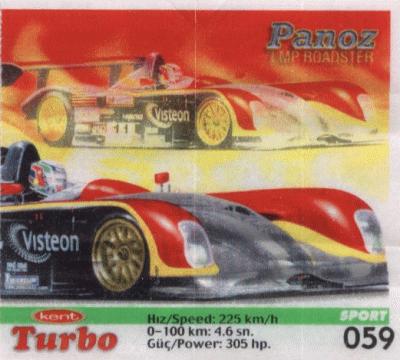 Panoz
LMP ROADSTER
Visteon
11
Visteon
kent
Turbo
Hız/Speed: 225 km/h
0-100 km: 4.6 sn.
Güç/Power: 305 hp.
SPORT
059